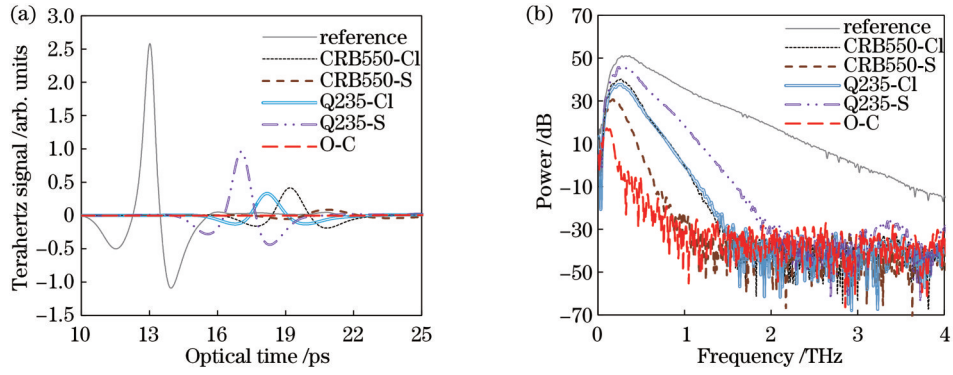 (a)
3.0
2.5
2.0
1.5
1.0
0.5
0
−0.5
−1.0
−1.5
Terahertz signal /arb. units
10 13 16 19 22 25
Optical time /ps
reference
CRB550-Cl
CRB550-S
Q235-Cl
Q235-S
O-C
(b)
70
50
30
10
−10
−30
−50
−70
Power /dB
0 1 2 3 4
Frequency /THz
reference
CRB550-Cl
CRB550-S
Q235-Cl
Q235-S
O-C